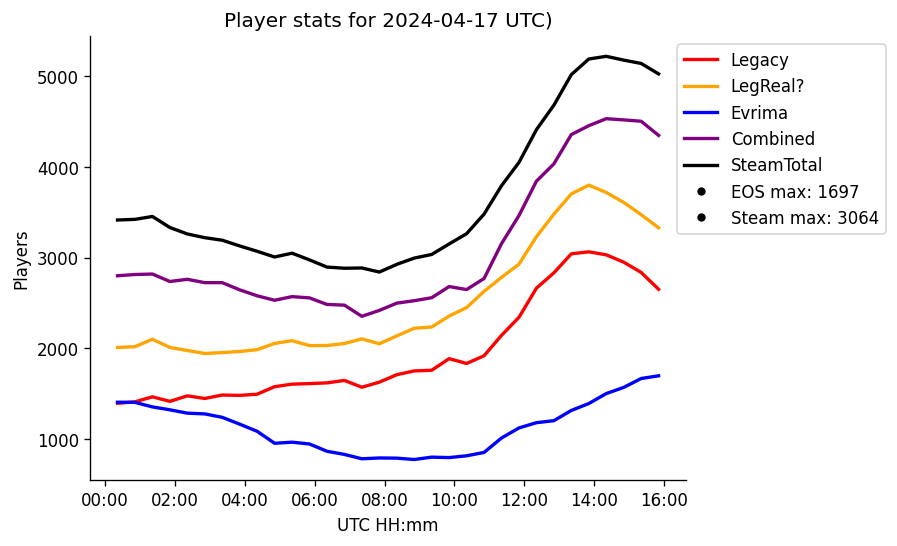 Player stats for 2024-04-17 UTC)
5000
4000
3000
2000
1000
Players
00:00 02:00 04:00 06:00 08:00 10:00 12:00 14:00 16:00
UTC HH:mm
Legacy
LegReal?
Evrima
Combined
SteamTotal
EOS max: 1697
Steam max: 3064